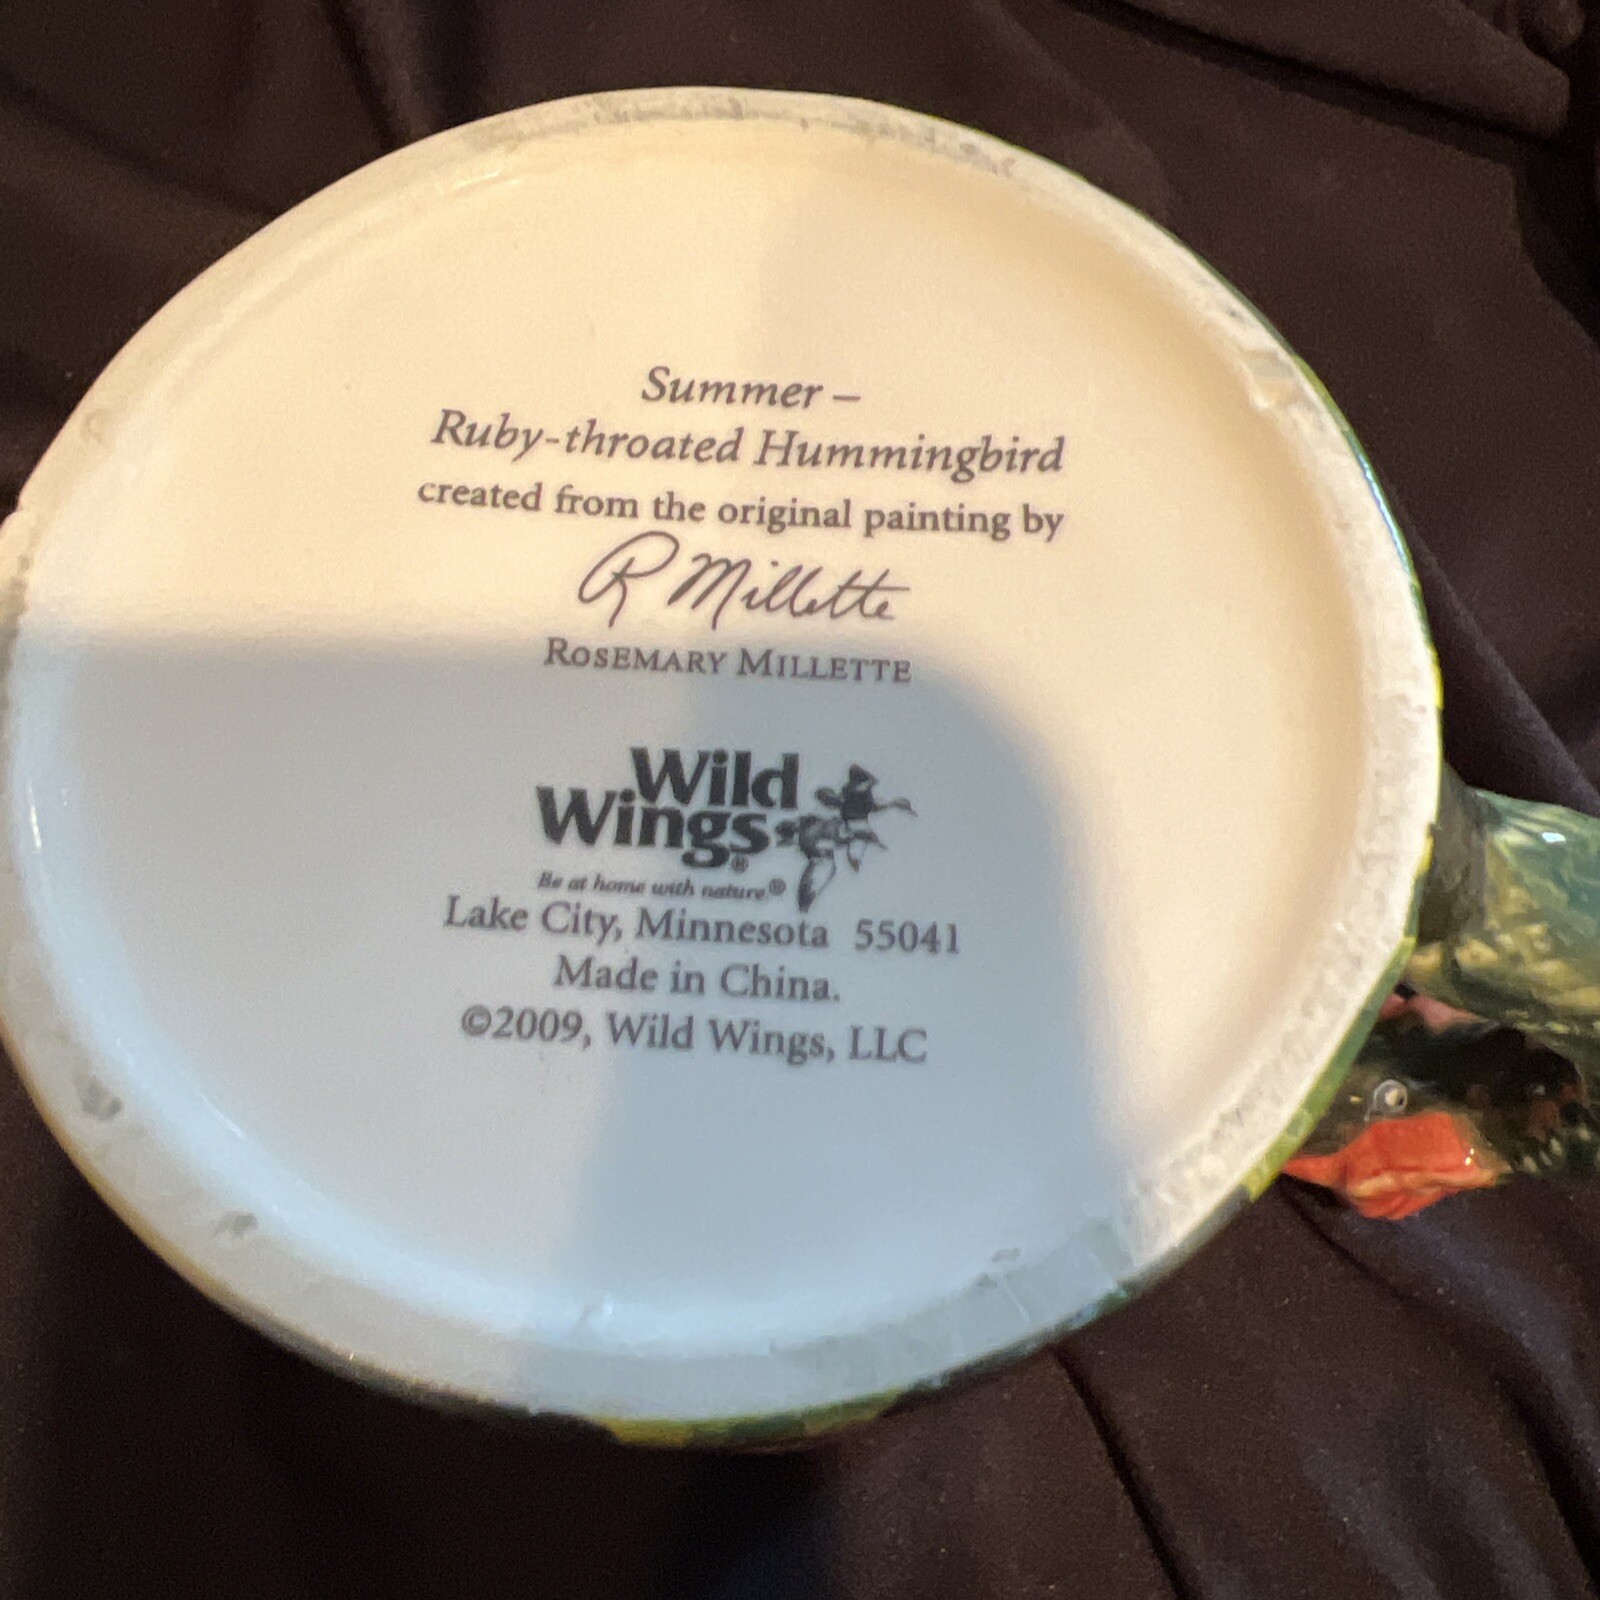 Summer –
Ruby-throated Hummingbird
created from the original painting by
R Millette
ROSEMARY MILLETTE
Wild
Wings®
Be at home with nature®
Lake City, Minnesota 55041
Made in China.
©2009, Wild Wings, LLC